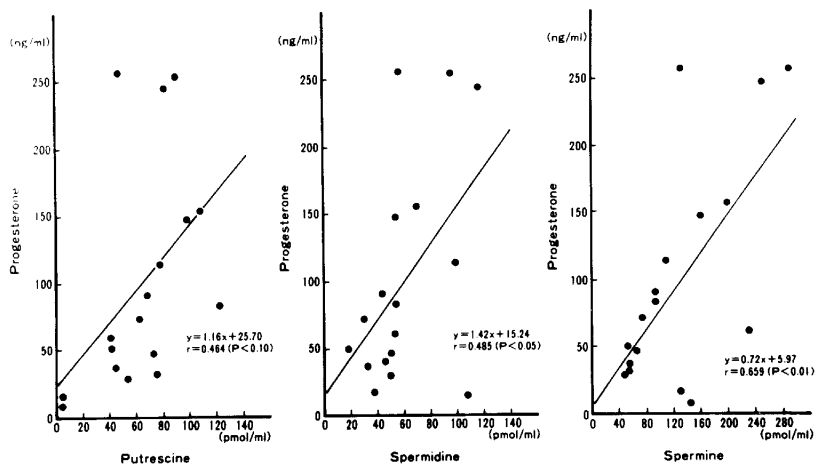 (ng/ml)
250
200
150
100
50
0
Progesterone
y=1.16x+25.70
r=0.464 (P<0.10)
0 20 40 60 80 100 120 140
(pmol/ml)
Putrescine
(ng/ml)
250
200
150
100
50
0
Progesterone
y=1.42x+15.24
r=0.485 (P<0.05)
0 20 40 60 80 100 120 140
(pmol/ml)
Spermidine
(ng/ml)
250
200
150
100
50
0
Progesterone
y=0.72x+5.97
r=0.659 (P<0.01)
0 40 80 120 160 200 230 280
(pmol/ml)
Spermine